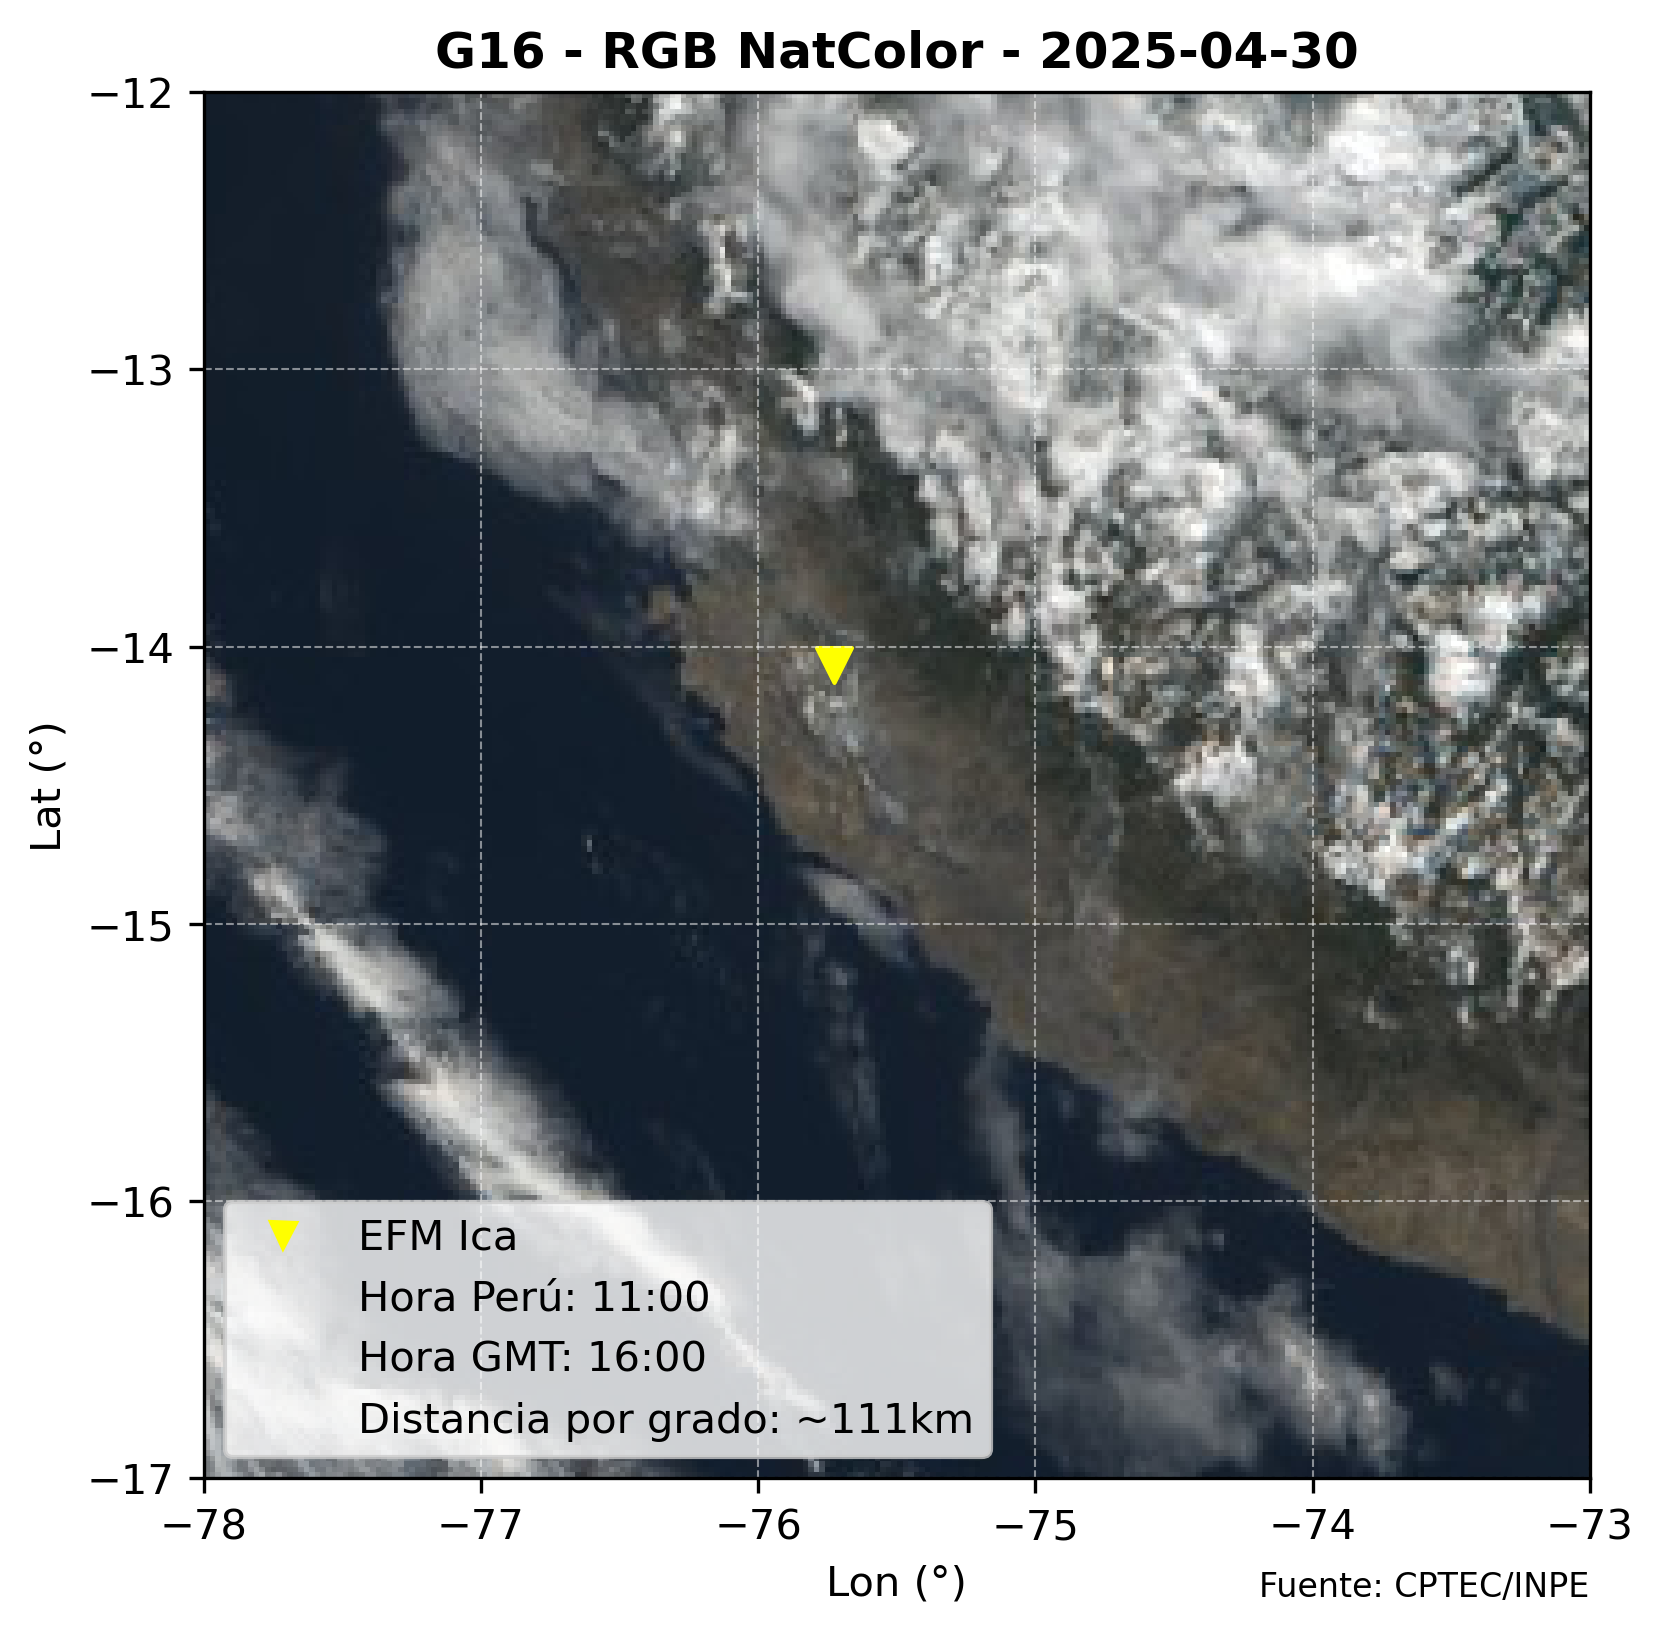 G16 - RGB NatColor - 2025-04-30
−12
−13
−14
−15
−16
−17
Lat (°)
EFM Ica
Hora Perú: 11:00
Hora GMT: 16:00
Distancia por grado: ~111km
−78
−77
−76
−75
−74
−73
Lon (°)
Fuente: CPTEC/INPE